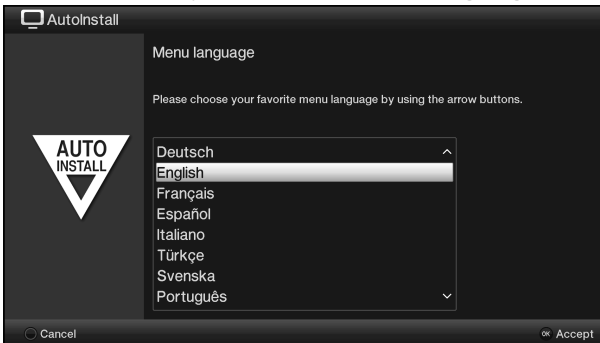 AutoInstall
Menu language
Please choose your favorite menu language by using the arrow buttons.
AUTO
INSTALL
Deutsch
English
Français
Español
Italiano
Türkçe
Svenska
Português
Cancel
OK Accept